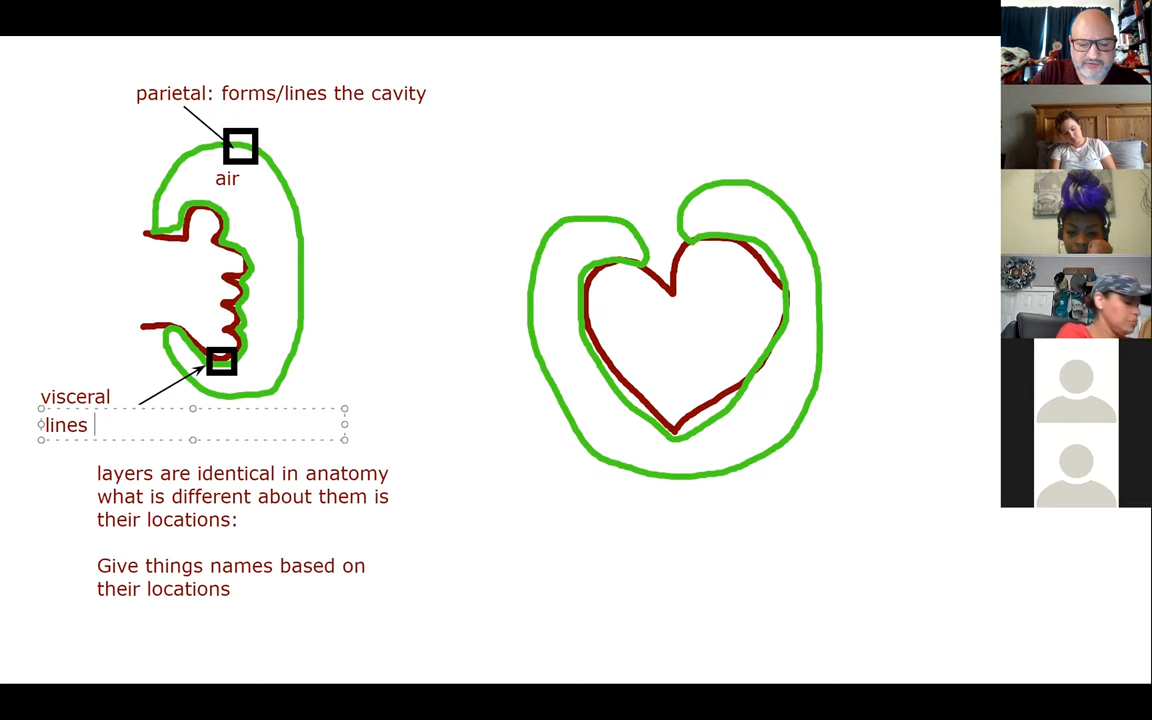 parietal: forms/lines the cavity
air
visceral
lines
layers are identical in anatomy
what is different about them is
their locations:
Give things names based on
their locations